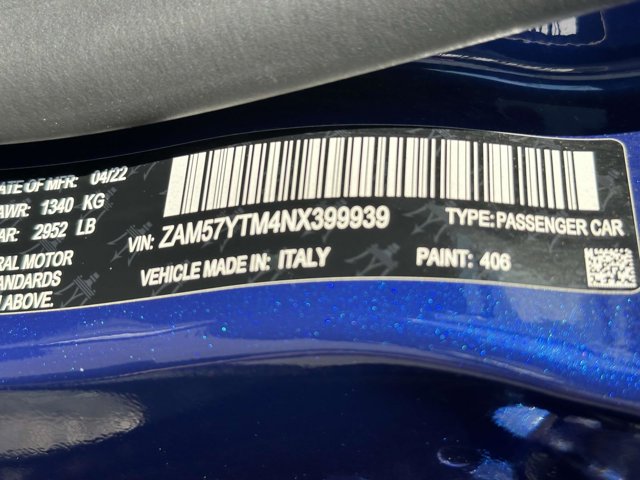 ATE OF MFR: 04/22
AWR: 1340 KG
AR: 2952 LB
VIN: ZAM57YTM4NX399939
TYPE: PASSENGER CAR
RAL MOTOR
TANDARDS
ABOVE.
VEHICLE MADE IN: ITALY
PAINT: 406